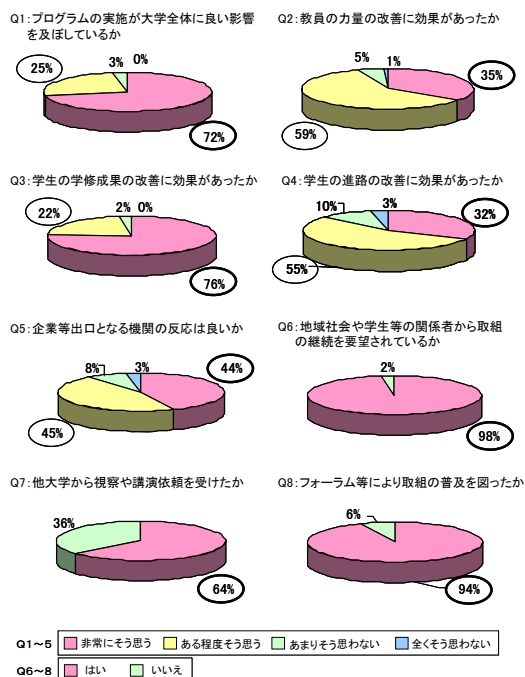 Q1：プログラムの実施が大学全体に良い影響
を及ぼしているか
25%
3%
0%
72%
Q2：教員の力量の改善に効果があったか
5%
1%
35%
59%
Q3：学生の学修成果の改善に効果があったか
22%
2%
0%
76%
Q4：学生の進路の改善に効果があったか
10%
3%
32%
55%
Q5：企業等出口となる機関の反応は良いか
8%
3%
44%
45%
Q6：地域社会や学生等の関係者から取組
の継続を要望されているか
2%
98%
Q7：他大学から視察や講演依頼を受けたか
36%
64%
Q8：フォーラム等により取組の普及を図ったか
6%
94%
Q1～5 非常にそう思う ある程度そう思う あまりそう思わない 全くそう思わない
Q6～8 はい いいえ